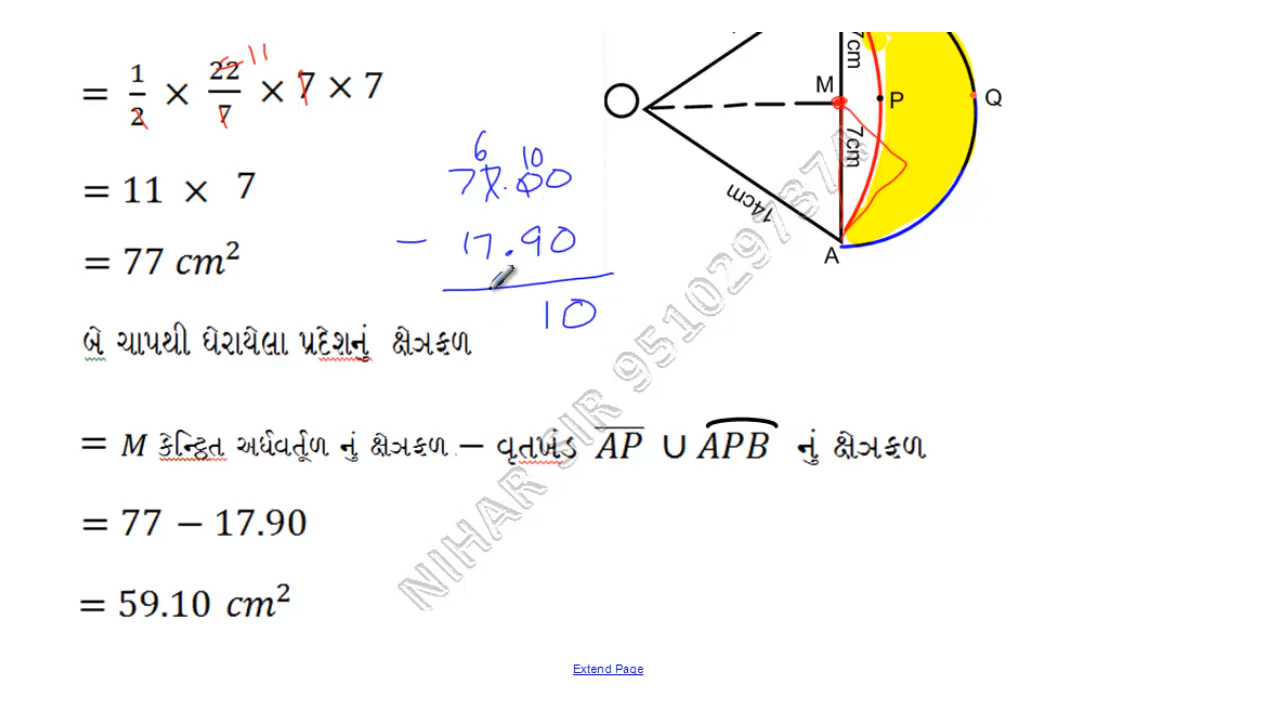 = 1/2 × 22/7 × 7 × 7
11
= 11 × 7
= 77 cm²
6 10
77.00
− 17.90
10
બે ચાપથી ઘેરાયેલા પ્રદેશનું ક્ષેત્રફળ
= M કેન્દ્રિત અર્ધવર્તૂળ નું ક્ષેત્રફળ − વૃતખંડ AP ∪ APB નું ક્ષેત્રફળ
= 77 − 17.90
= 59.10 cm²
O
M
P
Q
7cm
7cm
14cm
A
NIHAR SIR 9510297374
Extend Page